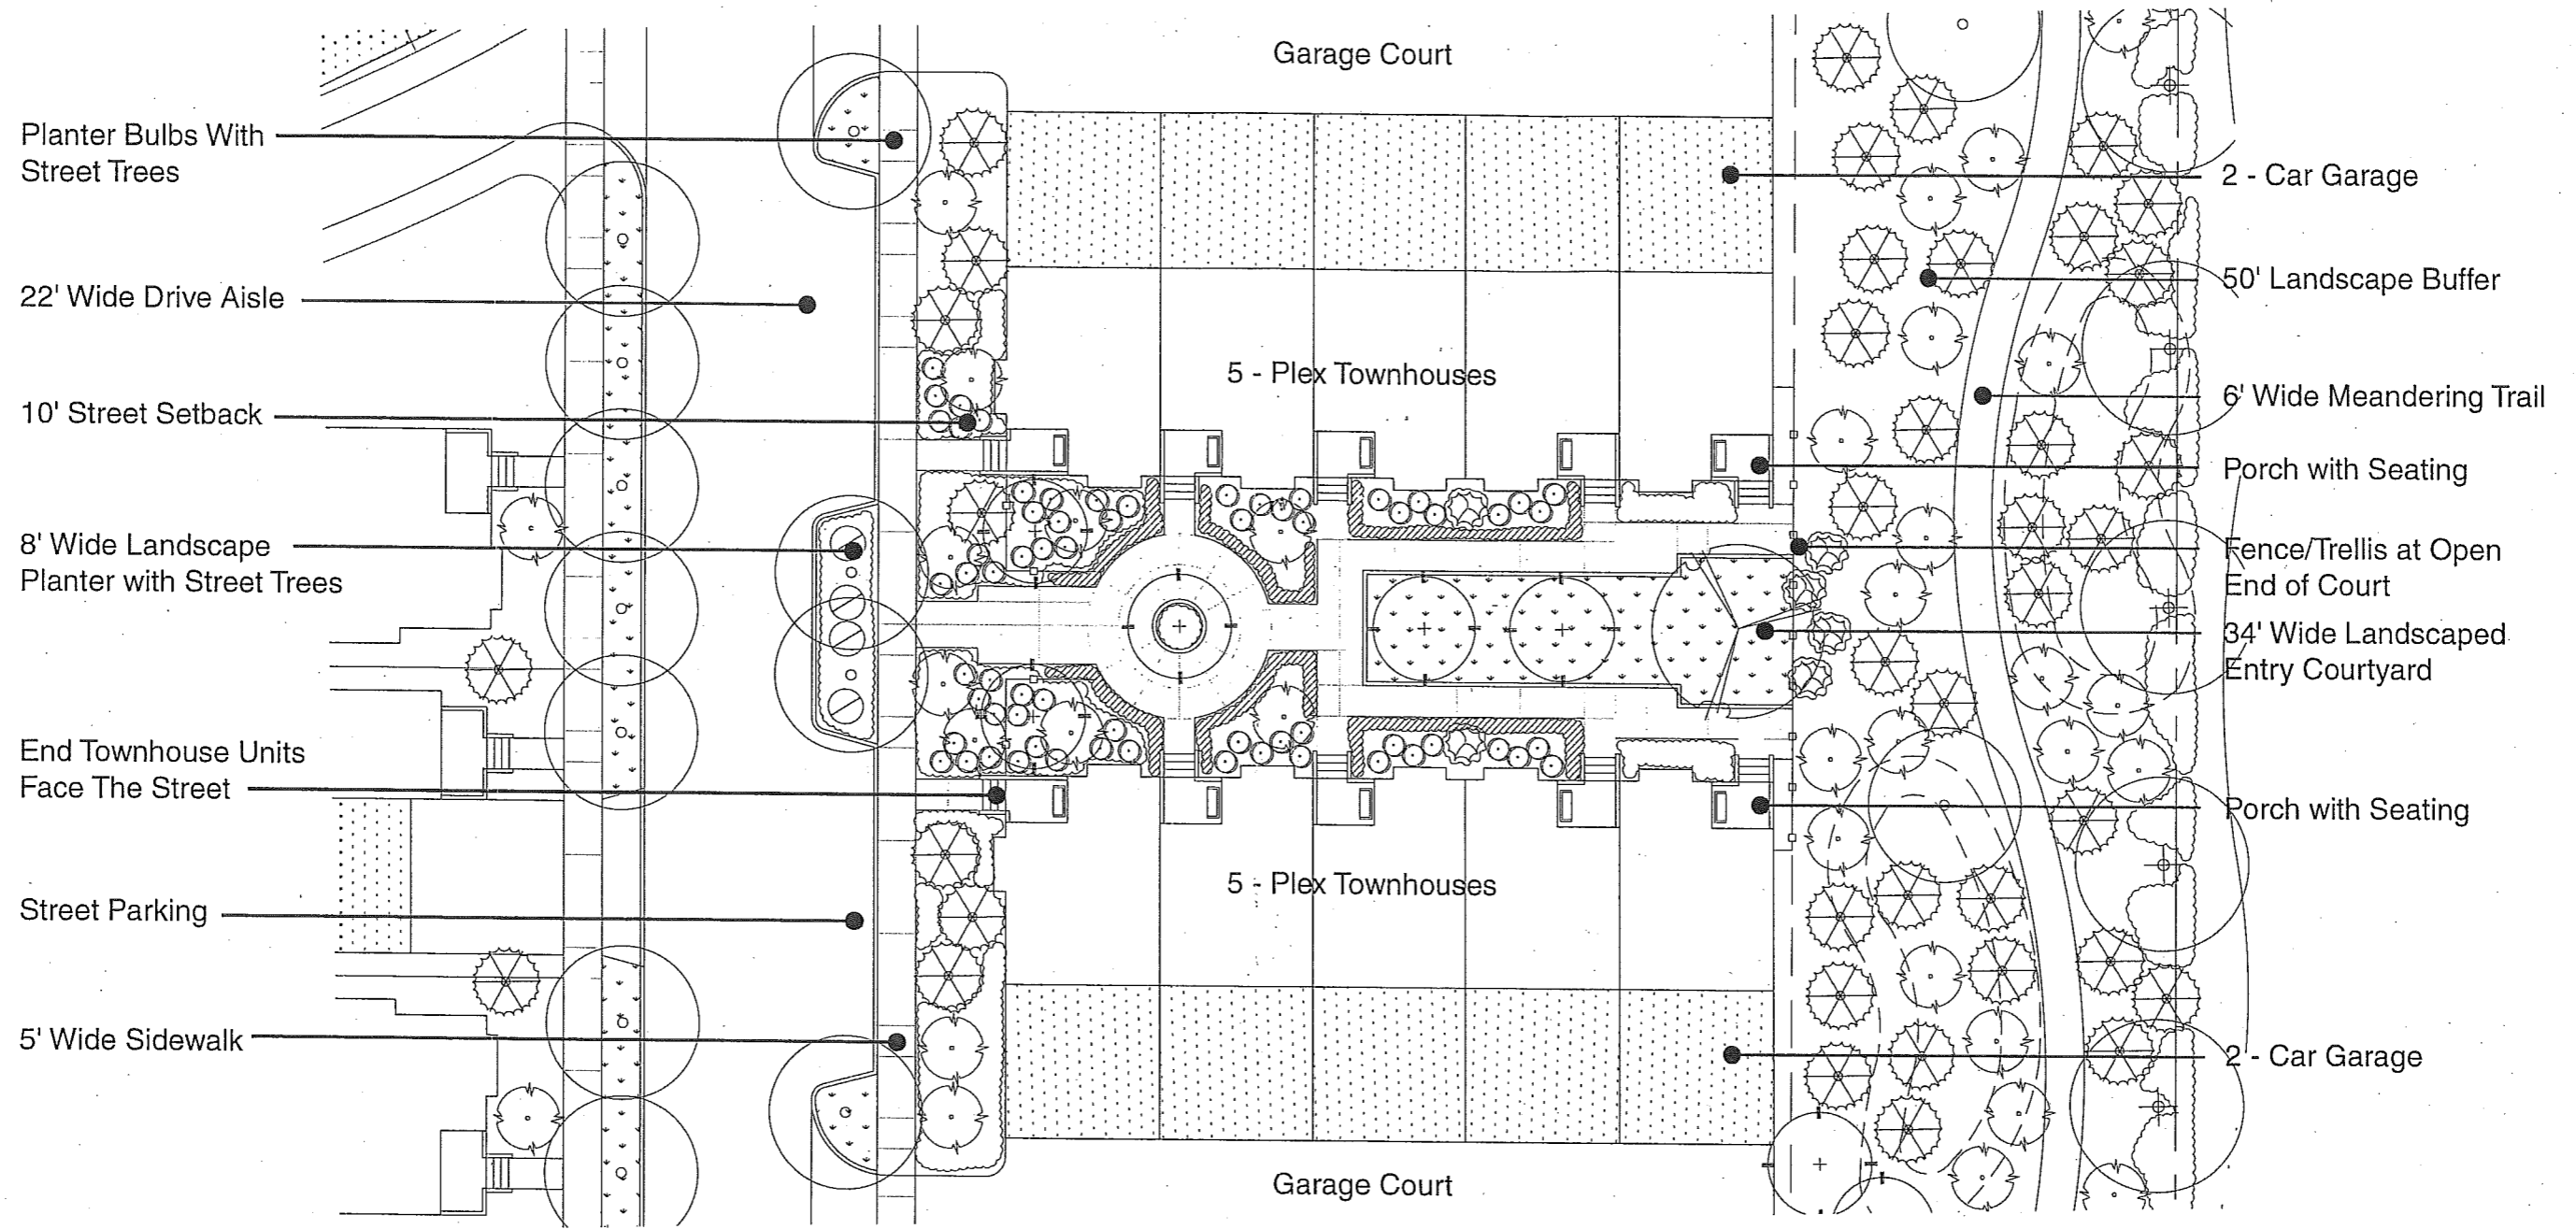 Garage Court
Planter Bulbs With
Street Trees
22' Wide Drive Aisle
10' Street Setback
8' Wide Landscape
Planter with Street Trees
End Townhouse Units
Face The Street
Street Parking
5' Wide Sidewalk
5 - Plex Townhouses
5 - Plex Townhouses
Garage Court
2 - Car Garage
50' Landscape Buffer
6' Wide Meandering Trail
Porch with Seating
Fence/Trellis at Open
End of Court
34' Wide Landscaped
Entry Courtyard
Porch with Seating
2 - Car Garage